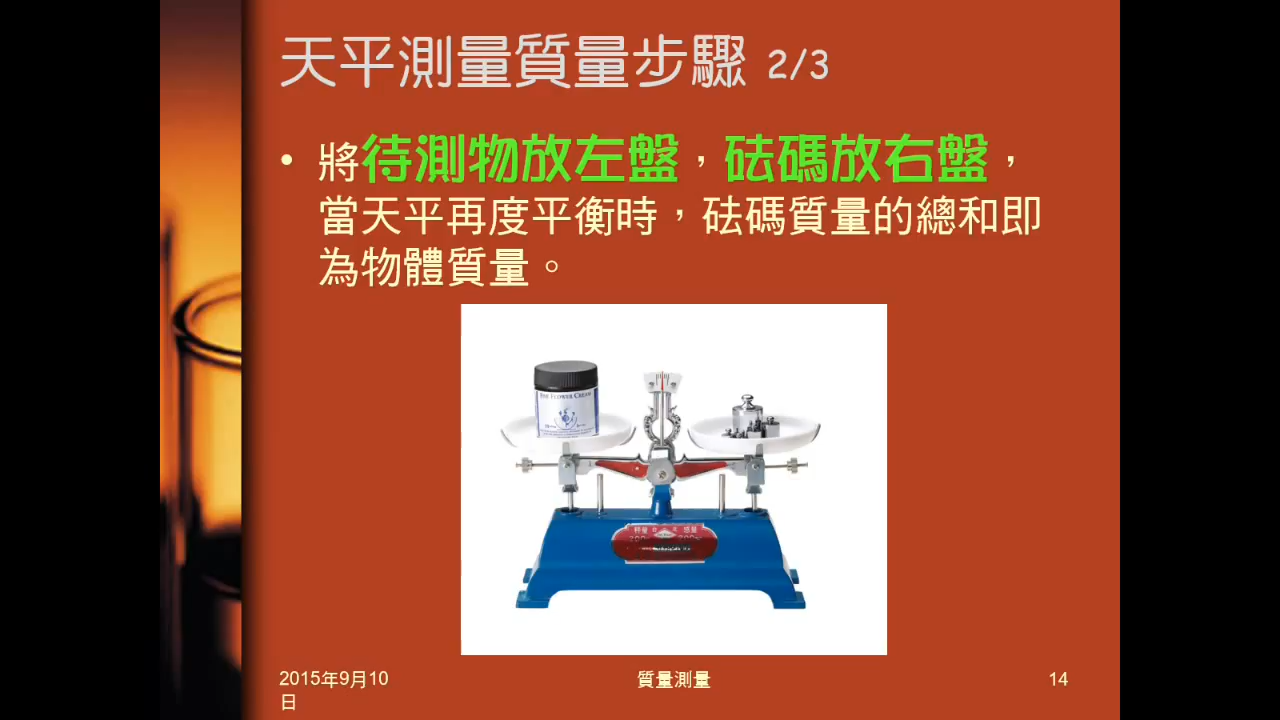 天平測量質量步驟 2/3
• 將待測物放左盤，砝碼放右盤，
當天平再度平衡時，砝碼質量的總和即
為物體質量。
2015年9月10
日
質量測量
14